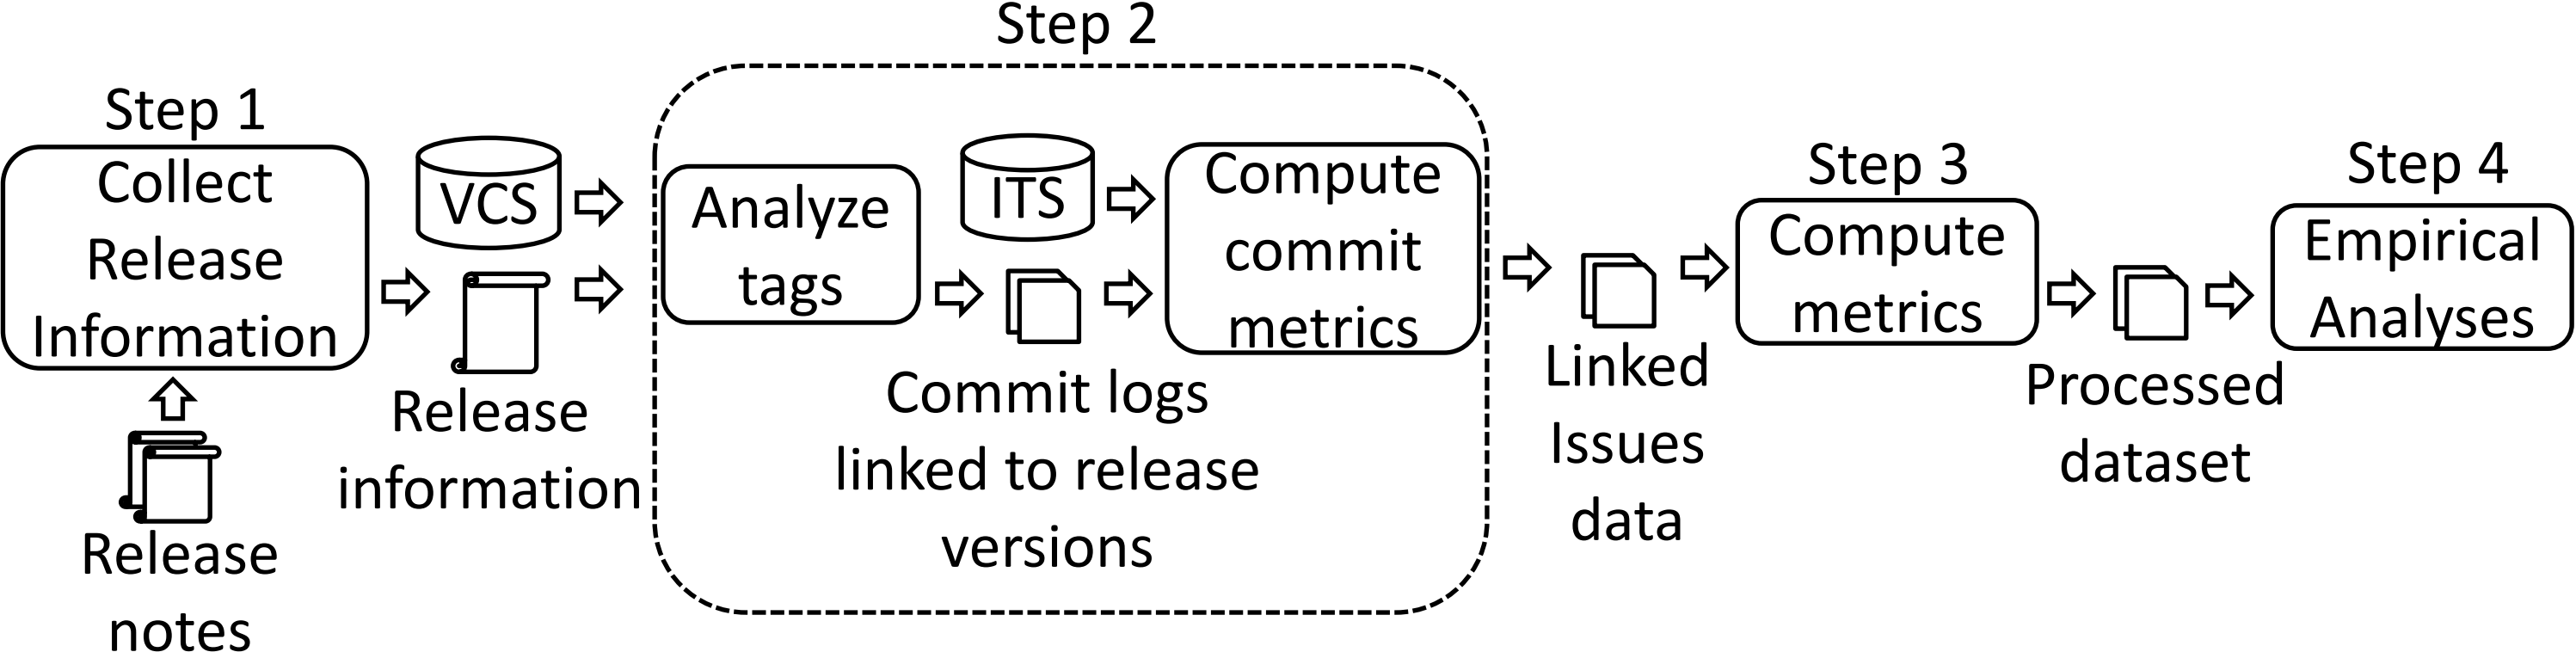 Step 1
Collect
Release
Information
Release
notes
VCS
Release
information
Step 2
Analyze
tags
ITS
Commit logs
linked to release
versions
Compute
commit
metrics
Linked
Issues
data
Step 3
Compute
metrics
Processed
dataset
Step 4
Empirical
Analyses